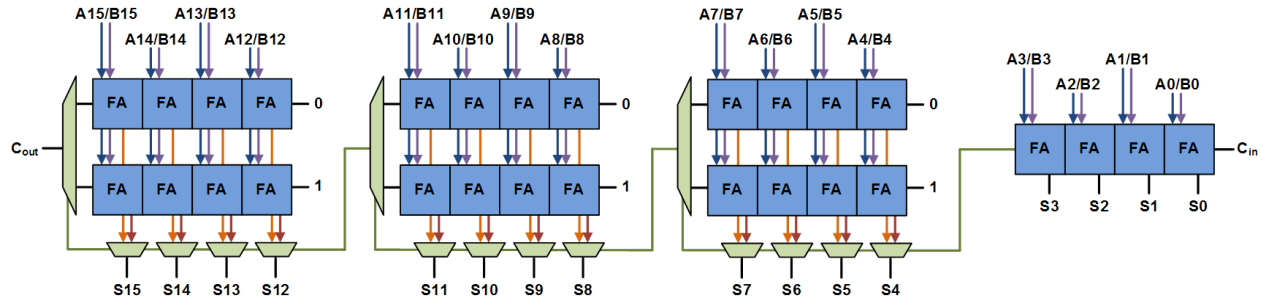 A15/B15 A13/B13 A11/B11 A9/B9 A7/B7 A5/B5
A14/B14 A12/B12 A10/B10 A8/B8 A6/B6 A4/B4
A3/B3 A1/B1
A2/B2 A0/B0
FA FA FA FA 0 FA FA FA FA 0 FA FA FA FA 0
Cout FA FA FA FA Cin
FA FA FA FA 1 FA FA FA FA 1 FA FA FA FA 1
S3 S2 S1 S0
S15 S14 S13 S12 S11 S10 S9 S8 S7 S6 S5 S4